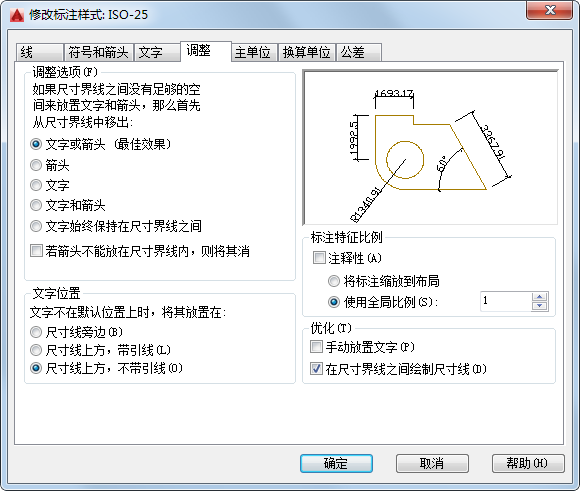 修改标注样式: ISO-25
线 符号和箭头 文字 调整 主单位 换算单位 公差
调整选项(F)
如果尺寸界线之间没有足够的空
间来放置文字和箭头，那么首先
从尺寸界线中移出:
文字或箭头 (最佳效果)
箭头
文字
文字和箭头
文字始终保持在尺寸界线之间
若箭头不能放在尺寸界线内，则将其消
文字位置
文字不在默认位置上时，将其放置在:
尺寸线旁边(B)
尺寸线上方，带引线(L)
尺寸线上方，不带引线(O)
1693.17
1992.5
3267.91
60°
标注特征比例
注释性(A)
将标注缩放到布局
使用全局比例(S): 1
优化(T)
手动放置文字(P)
在尺寸界线之间绘制尺寸线(D)
确定 取消 帮助(H)